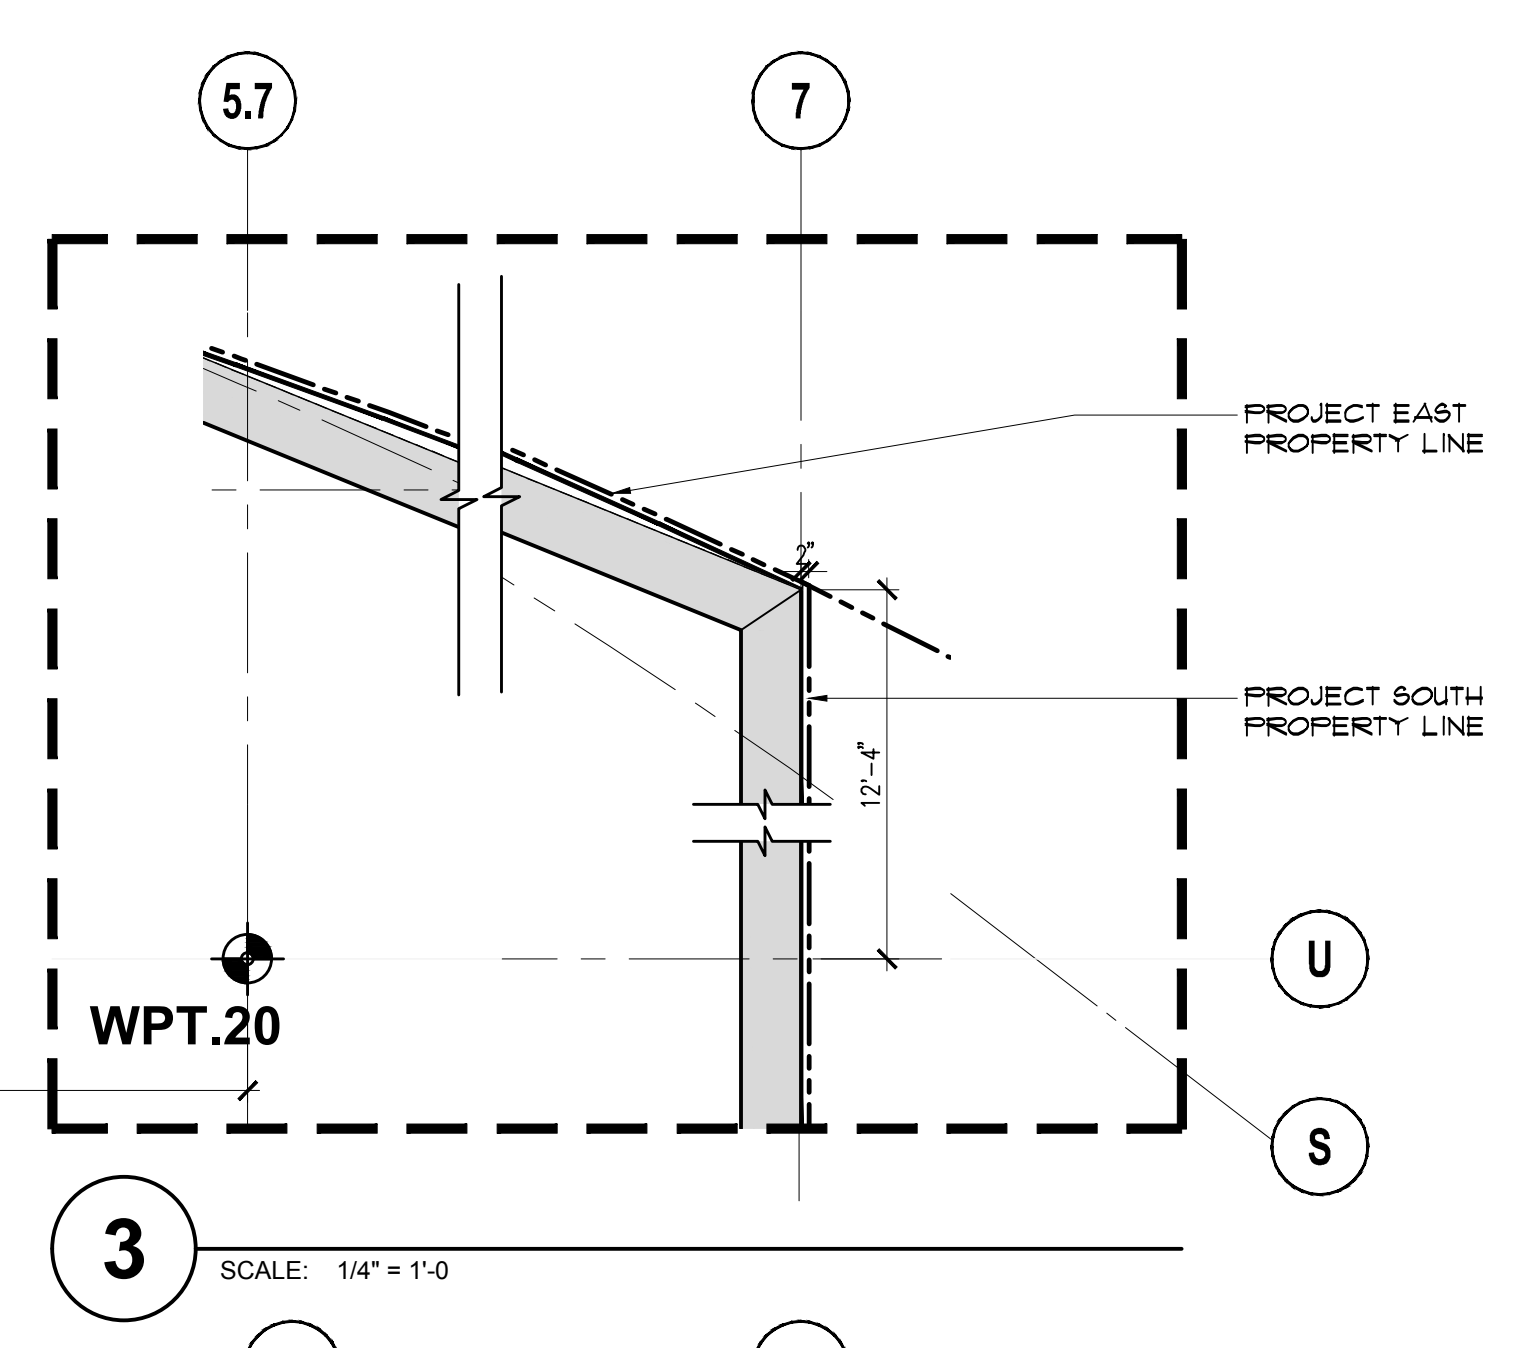 5.7
7
PROJECT EAST
PROPERTY LINE
2"
PROJECT SOUTH
PROPERTY LINE
12'-4"
U
WPT.20
S
3
SCALE: 1/4" = 1'-0